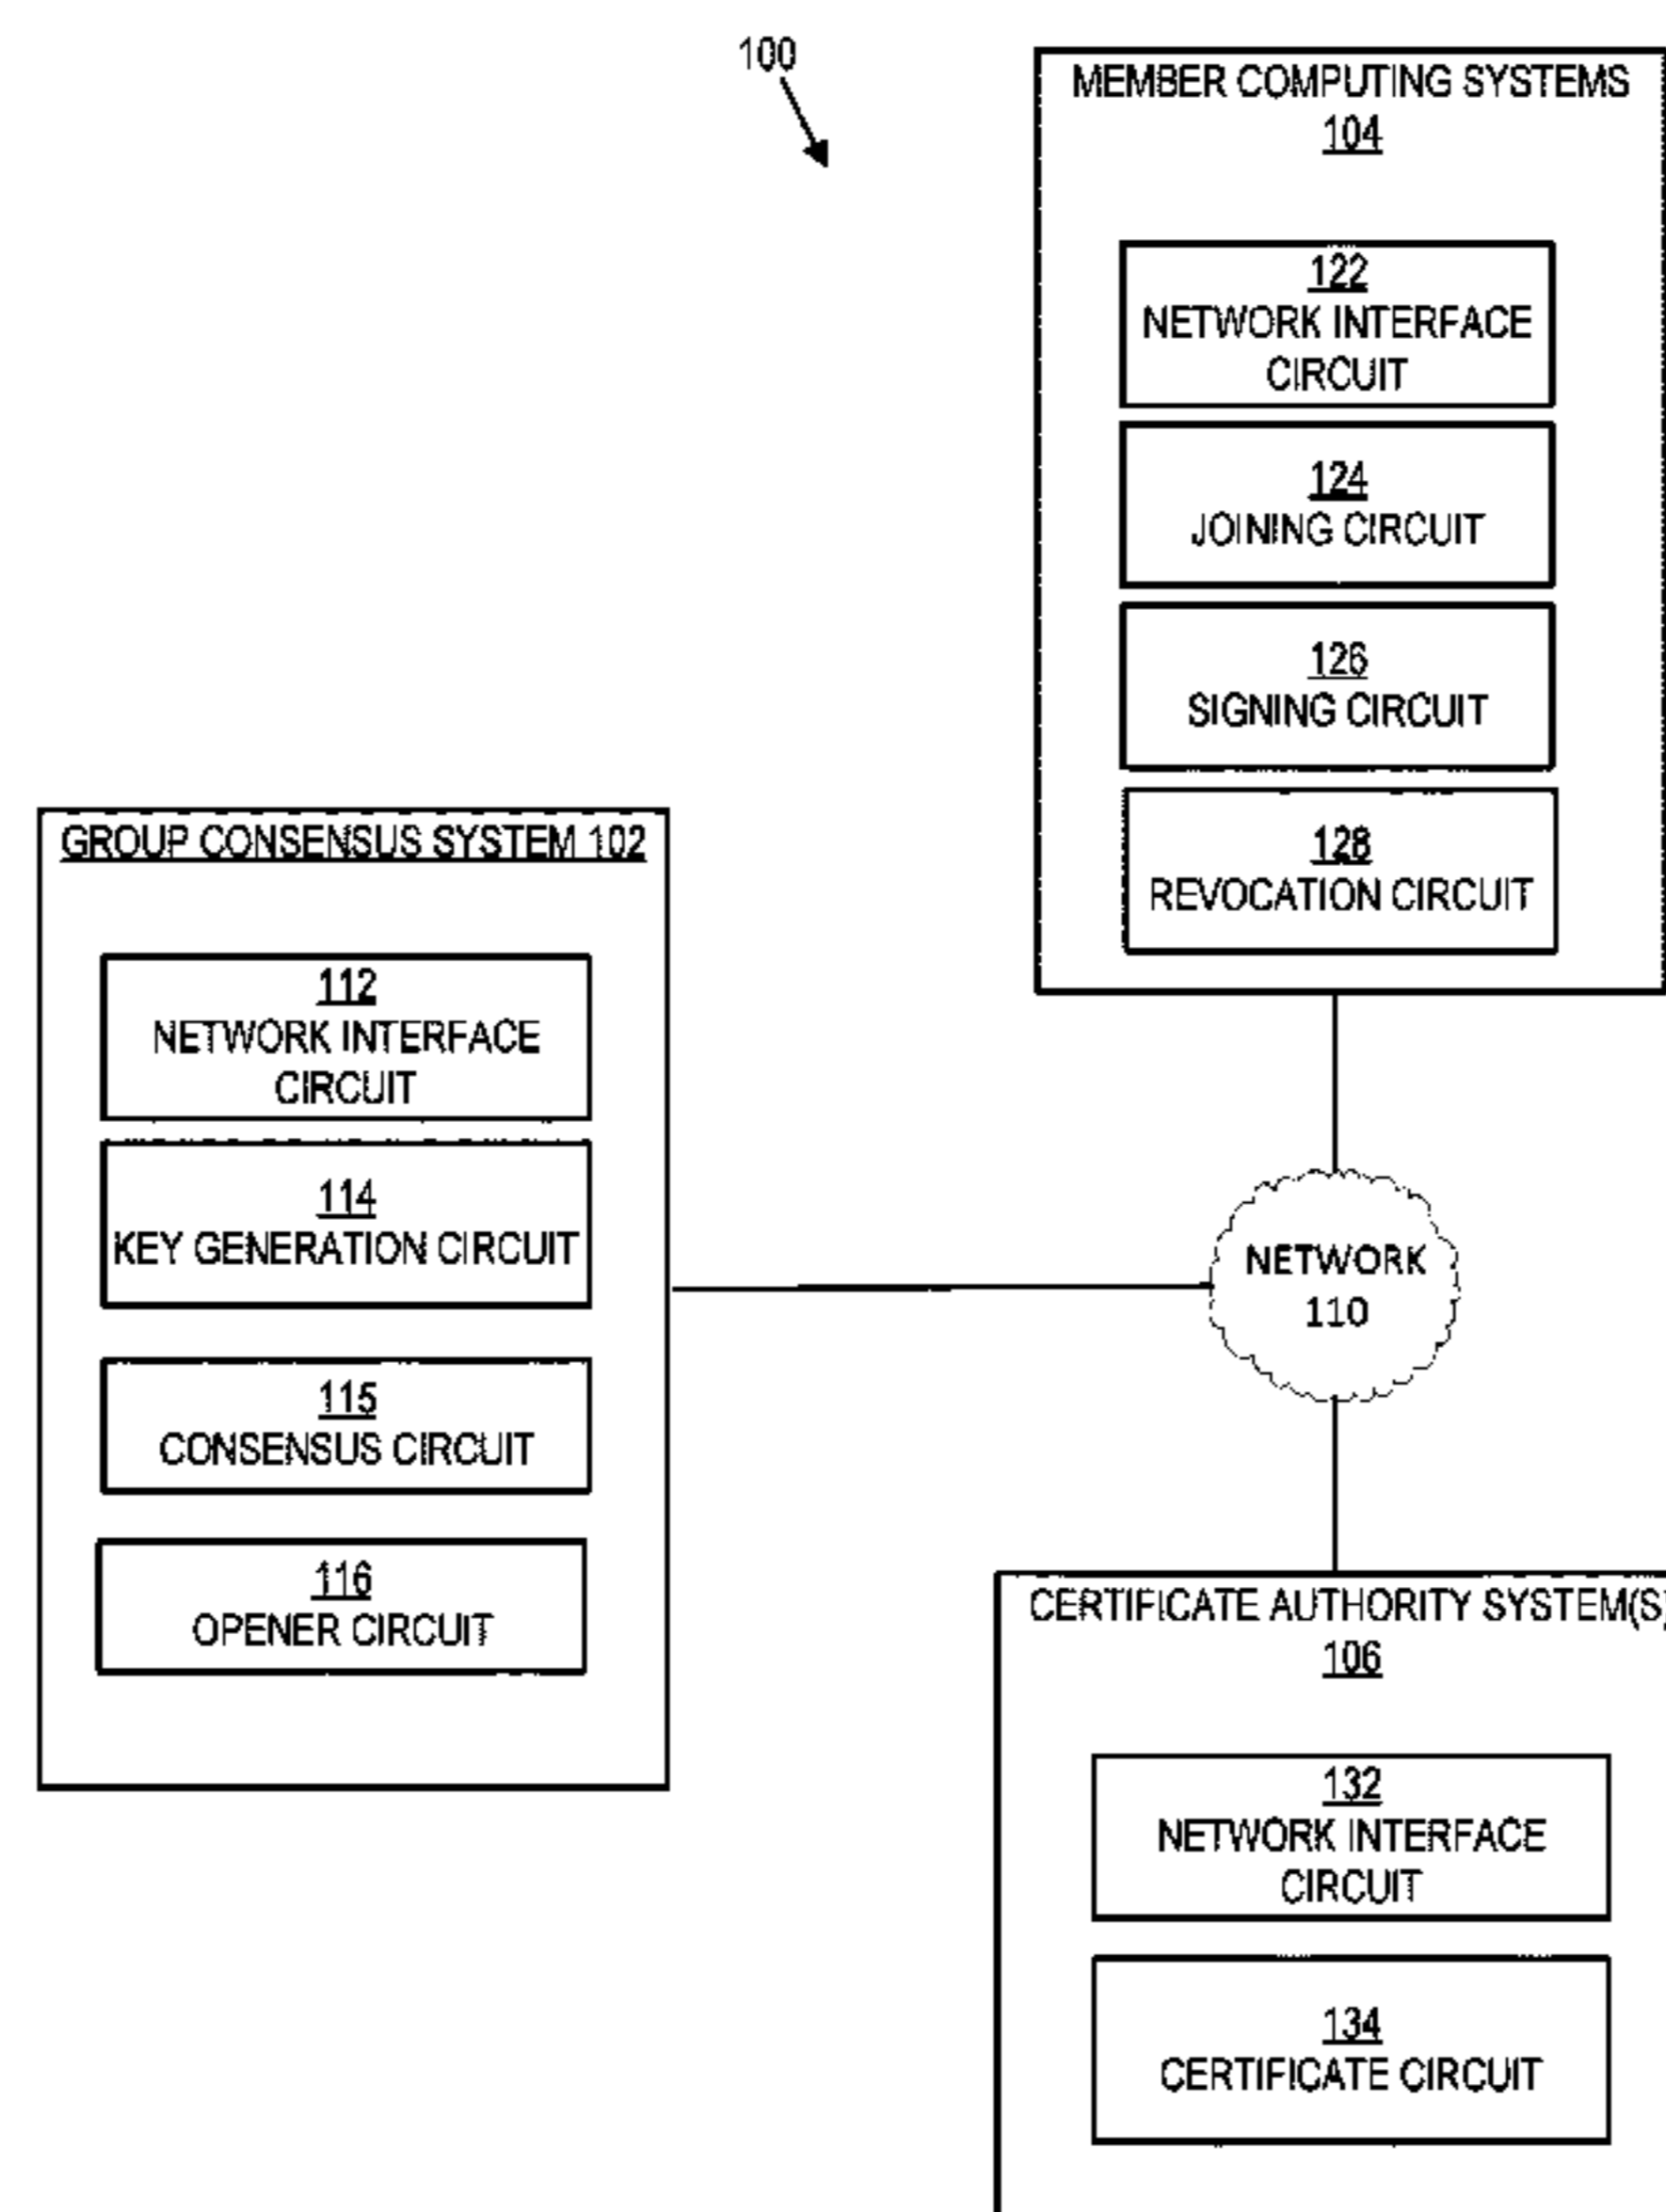 100
MEMBER COMPUTING SYSTEMS
104
122
NETWORK INTERFACE
CIRCUIT
124
JOINING CIRCUIT
126
SIGNING CIRCUIT
128
REVOCATION CIRCUIT
GROUP CONSENSUS SYSTEM 102
112
NETWORK INTERFACE
CIRCUIT
114
KEY GENERATION CIRCUIT
115
CONSENSUS CIRCUIT
116
OPENER CIRCUIT
NETWORK
110
CERTIFICATE AUTHORITY SYSTEM(S)
106
132
NETWORK INTERFACE
CIRCUIT
134
CERTIFICATE CIRCUIT